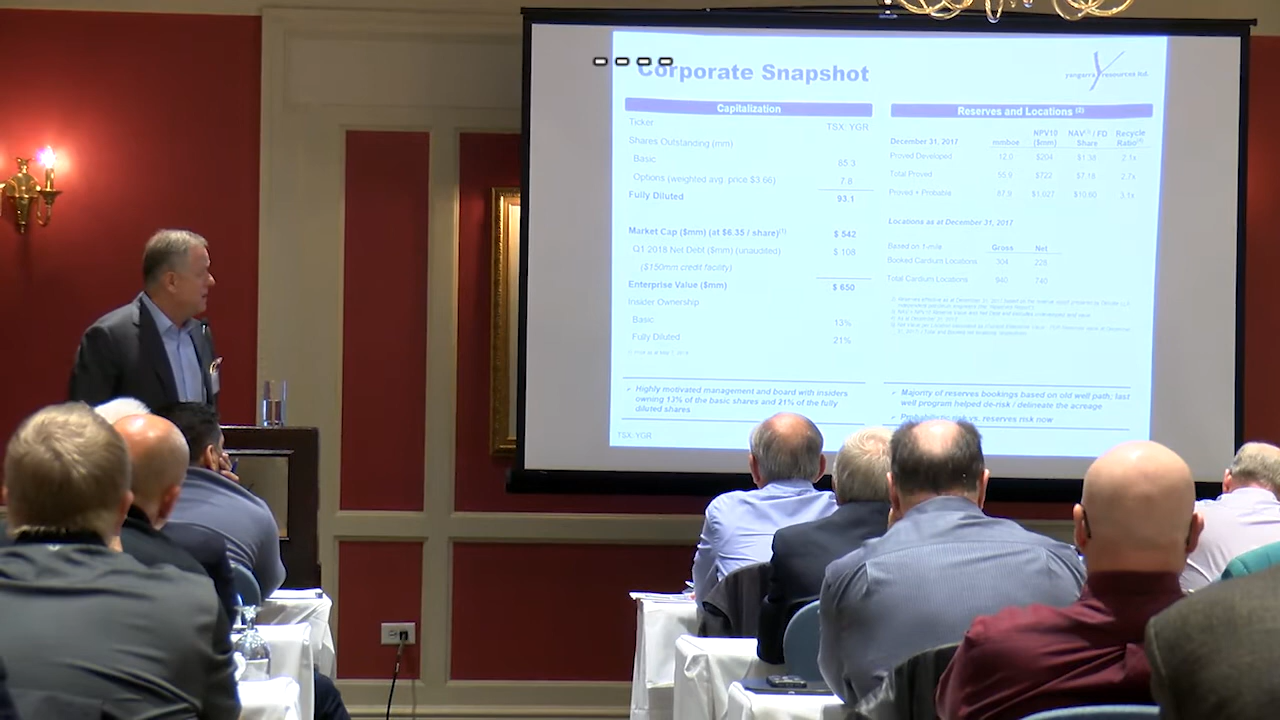 Corporate Snapshot
yangarra resources ltd.
Capitalization
Ticker TSX: YGR
Shares Outstanding (mm)
Basic 85.3
Options (weighted avg. price $3.66) 7.8
Fully Diluted 93.1
Market Cap ($mm) (at $6.35 / share)(1) $ 542
Q1 2018 Net Debt ($mm) (unaudited) $ 108
($150mm credit facility)
Enterprise Value ($mm) $ 650
Insider Ownership
Basic 13%
Fully Diluted 21%
Highly motivated management and board with insiders
owning 13% of the basic shares and 21% of the fully
diluted shares
TSX: YGR
Reserves and Locations (2)
December 31, 2017 mmboe NPV10 ($mm) NAV / FD Share Recycle Ratio
Proved Developed 12.0 $204 $1.38 2.1x
Total Proved 55.9 $722 $7.18 2.7x
Proved + Probable 87.9 $1,027 $10.60 3.1x
Locations as at December 31, 2017
Based on 1-mile Gross Net
Booked Cardium Locations 304 228
Total Cardium Locations 940 740
Majority of reserves bookings based on old well path; last
well program helped de-risk / delineate the acreage
Probabilistic risk vs. reserves risk now